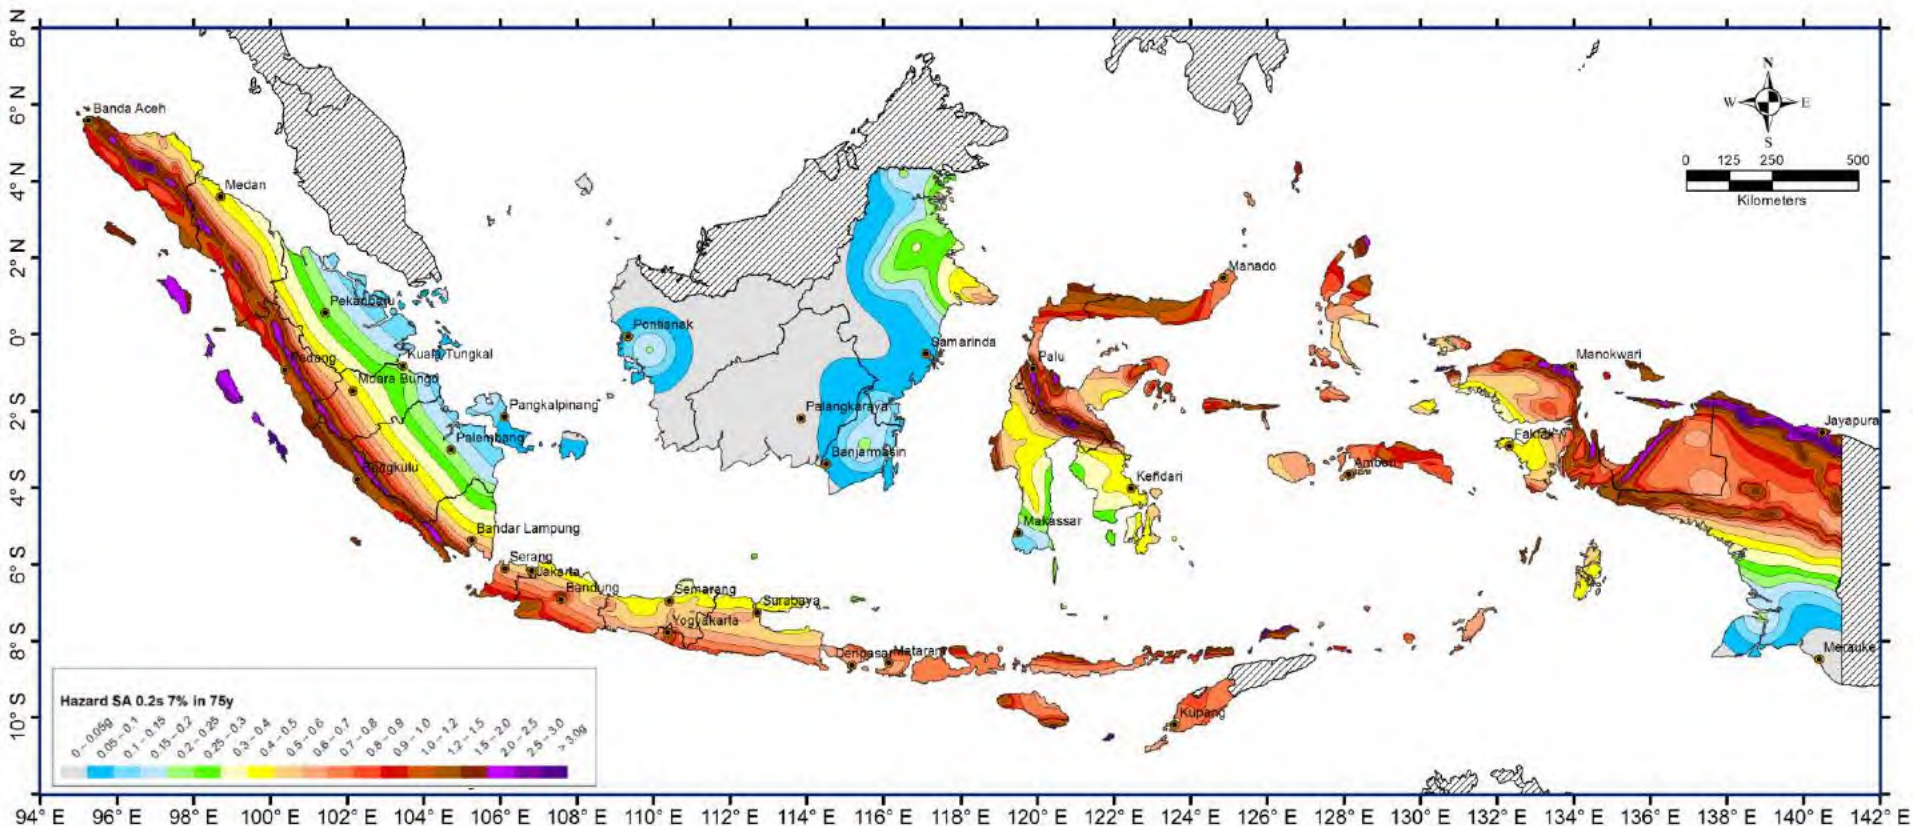 8° N
6° N
4° N
2° N
0°
2° S
4° S
6° S
8° S
10° S
Banda Aceh
Medan
Pekanbaru
Kuala Tungkal
Padang
Muara Bungo
Pangkalpinang
Palembang
Bengkulu
Bandar Lampung
Serang
Jakarta
Bandung
Semarang
Surabaya
Yogyakarta
Denpasar
Mataram
Pontianak
Samarinda
Palangkaraya
Banjarmasin
Manado
Palu
Kendari
Makassar
Ambon
Kupang
Manokwari
Fakfak
Jayapura
Merauke
N
W E
S
0 125 250 500
Kilometers
Hazard SA 0.2s 7% in 75y
0 – 0.05g
0.05 – 0.1
0.1 – 0.15
0.15 – 0.2
0.2 – 0.25
0.25 – 0.3
0.3 – 0.4
0.4 – 0.5
0.5 – 0.6
0.6 – 0.7
0.7 – 0.8
0.8 – 0.9
0.9 – 1.0
1.0 – 1.2
1.2 – 1.5
1.5 – 2.0
2.0 – 2.5
2.5 – 3.0
> 3.0g
94° E 96° E 98° E 100° E 102° E 104° E 106° E 108° E 110° E 112° E 114° E 116° E 118° E 120° E 122° E 124° E 126° E 128° E 130° E 132° E 134° E 136° E 138° E 140° E 142° E